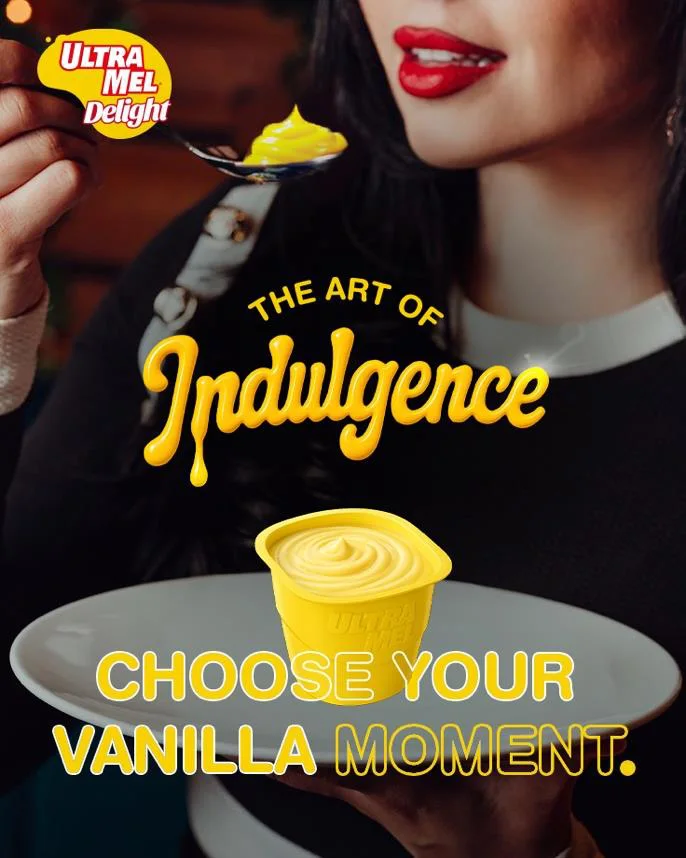 ULTRA
MEL
Delight
THE ART OF
Indulgence
ULTRA
MEL
CHOOSE YOUR
VANILLA MOMENT.